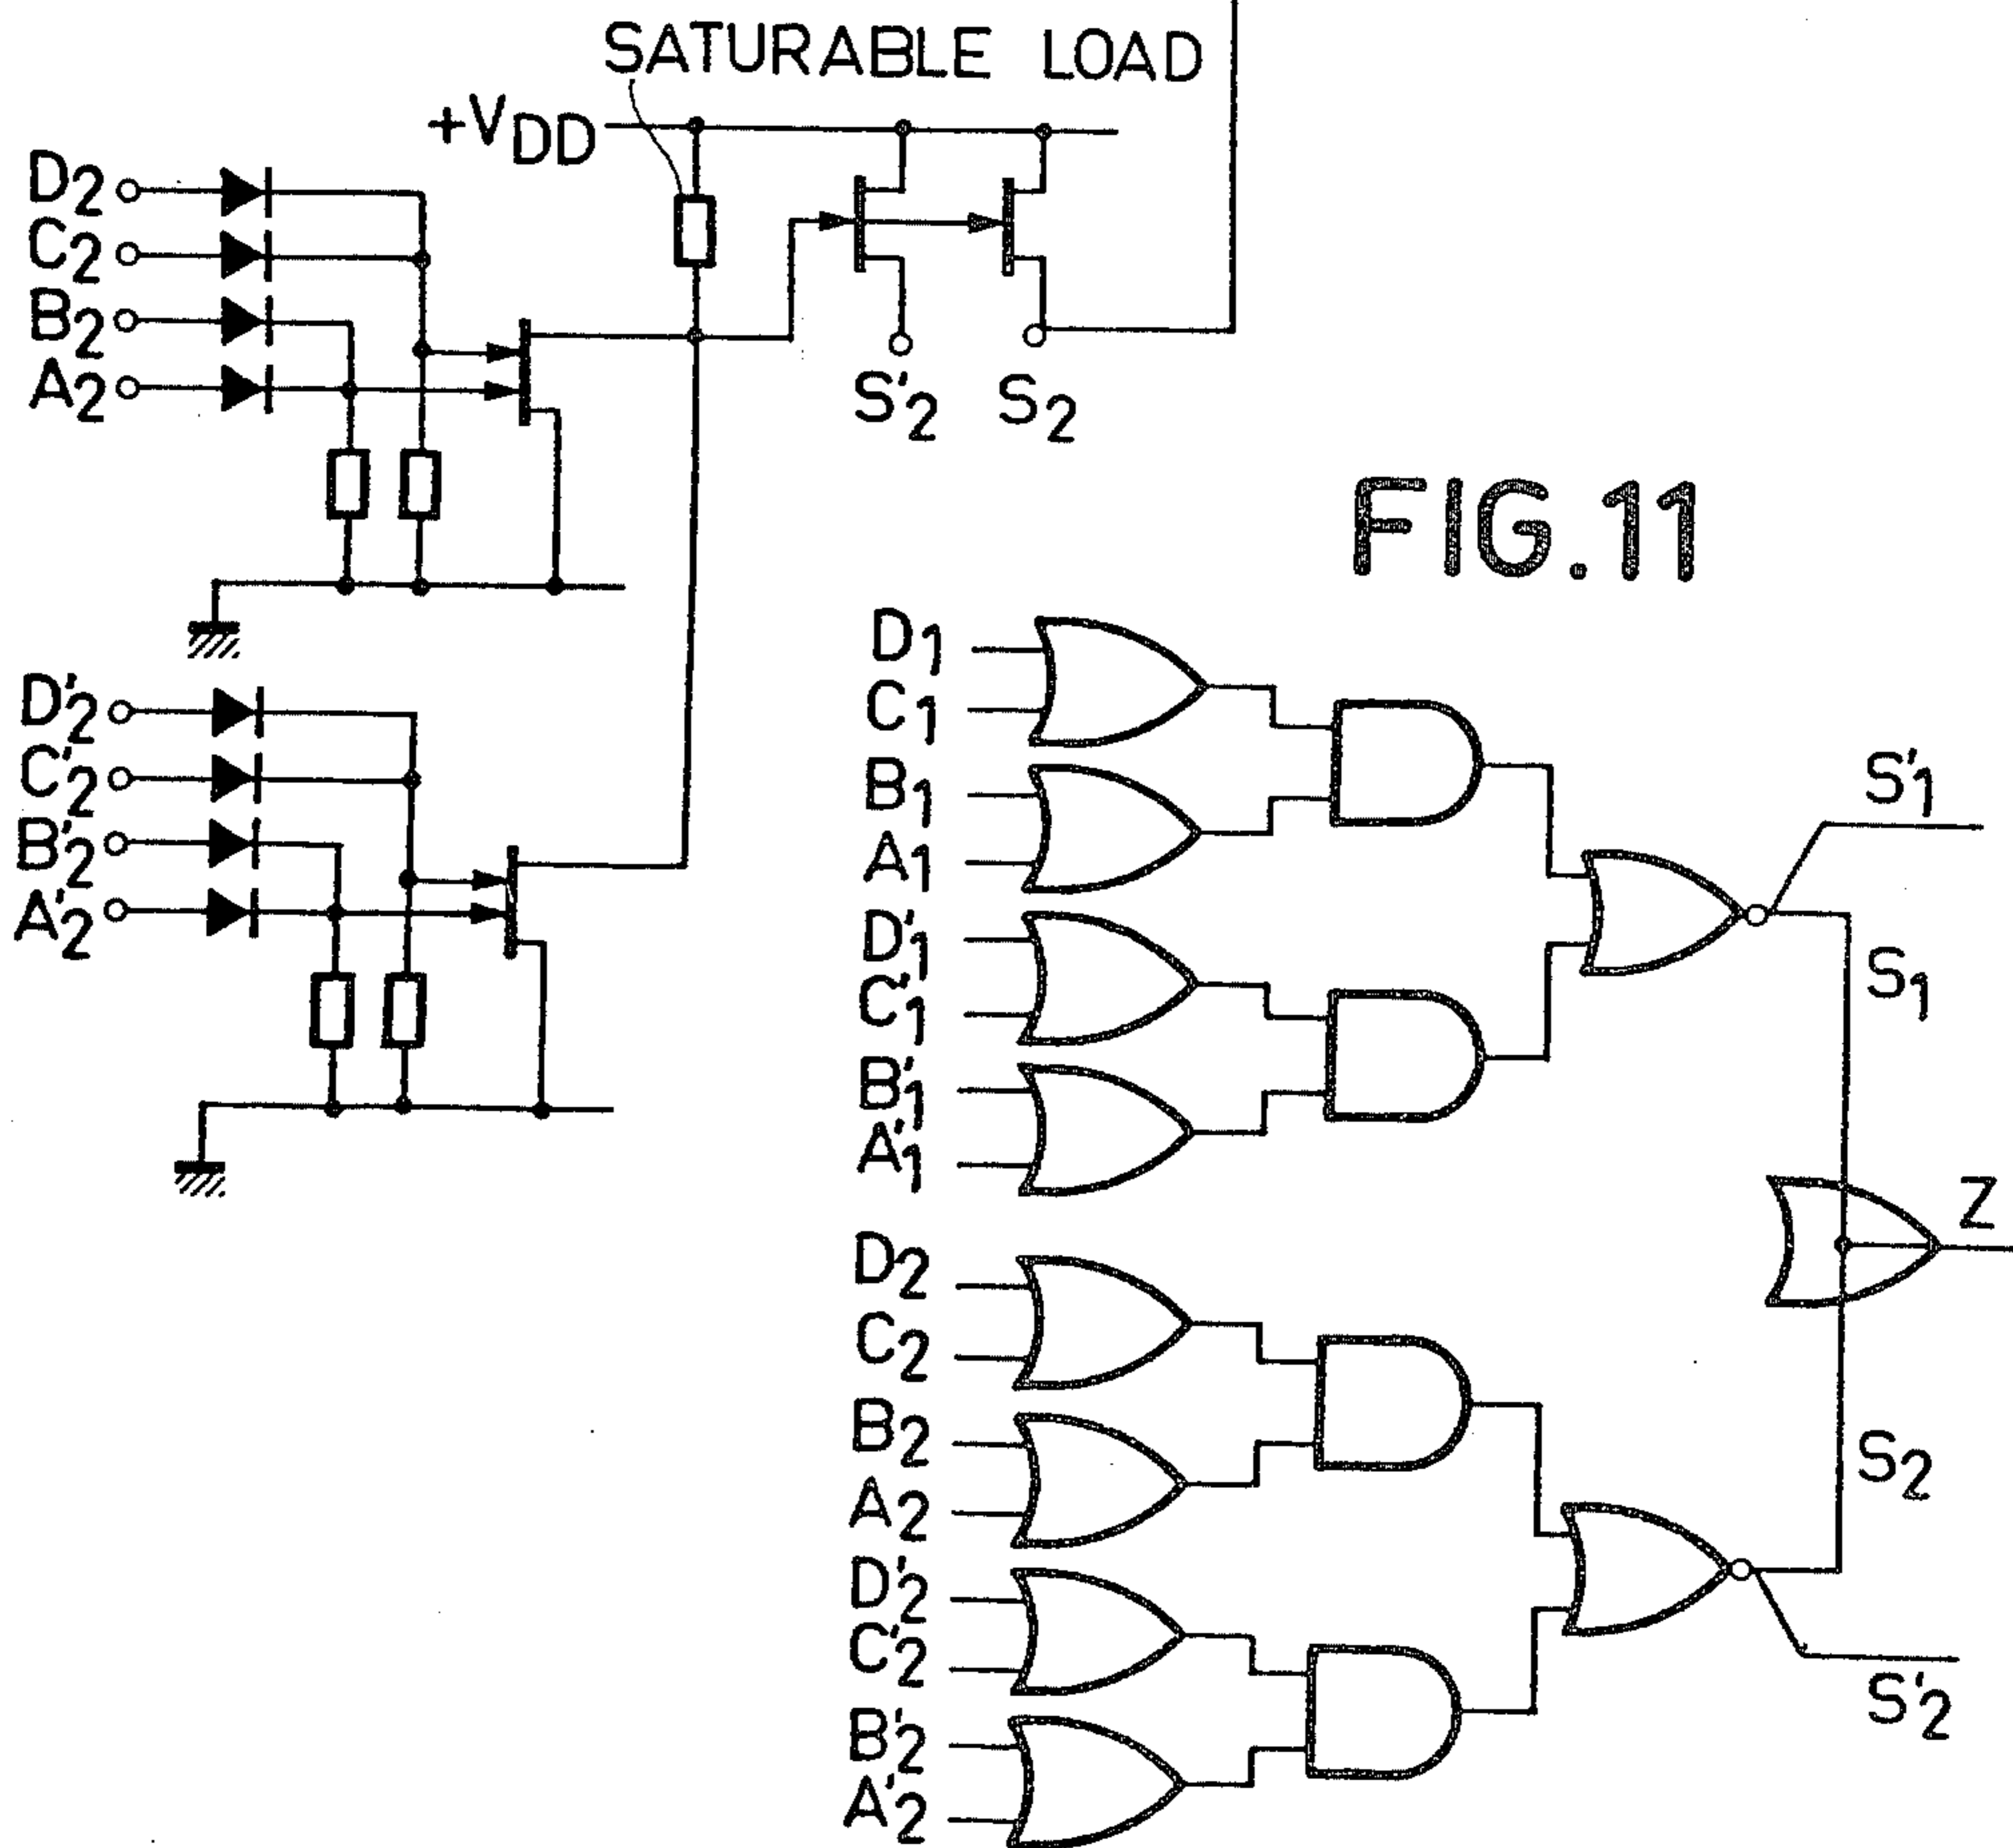 SATURABLE LOAD
+VDD
D2
C2
B2
A2
S'2
S2
FIG.11
D'2
C'2
B'2
A'2
D1
C1
B1
A1
D'1
C'1
B'1
A'1
S'1
S1
Z
D2
C2
B2
A2
D'2
C'2
B'2
A'2
S2
S'2